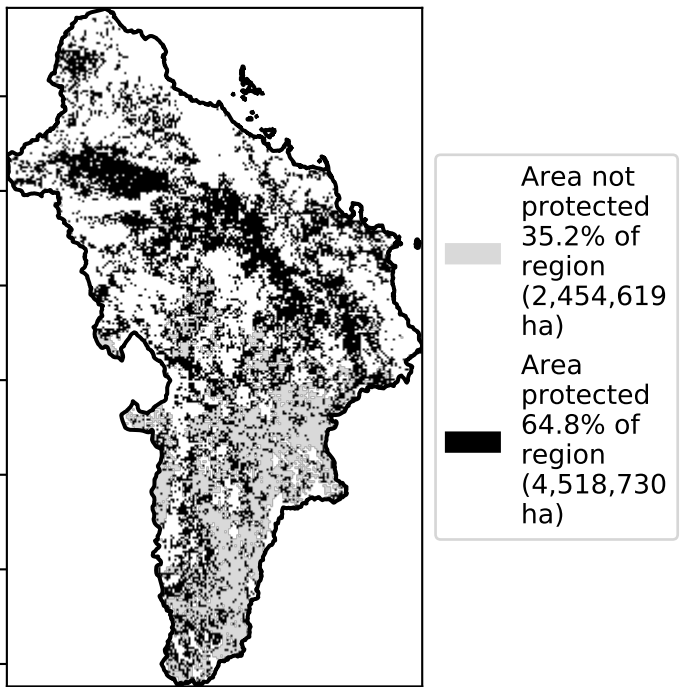 Area not
protected
35.2% of
region
(2,454,619
ha)
Area
protected
64.8% of
region
(4,518,730
ha)